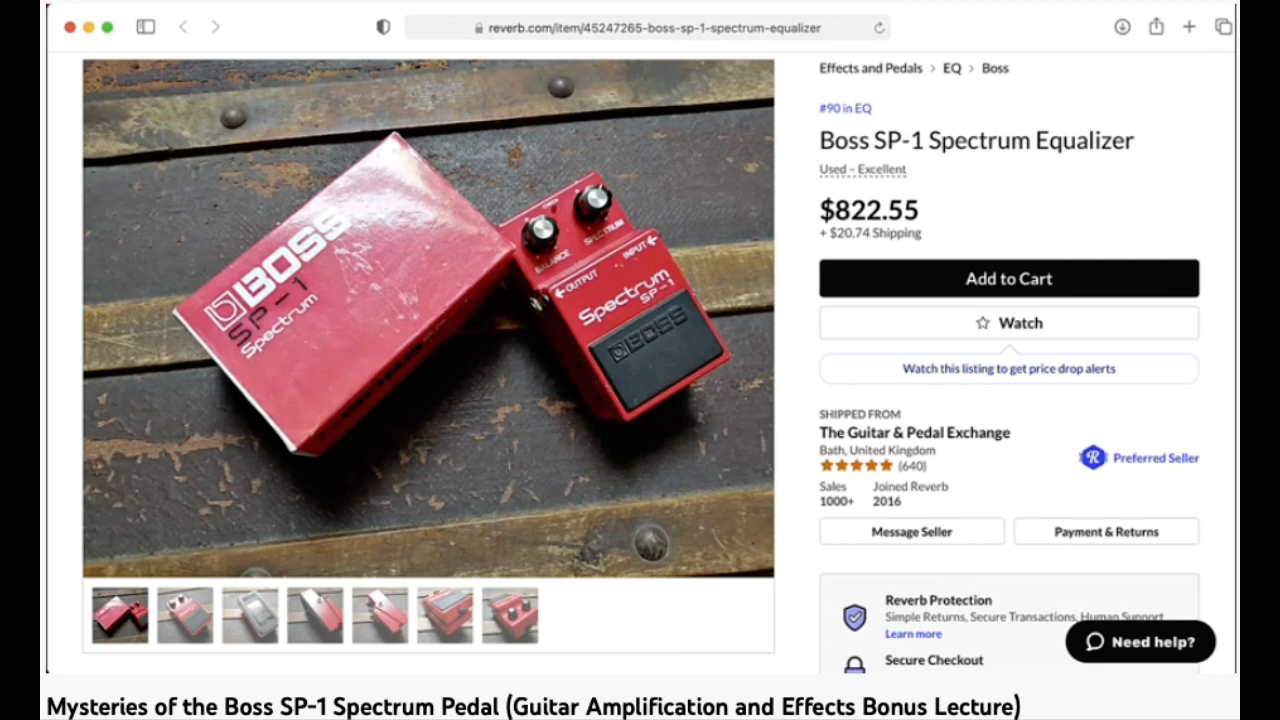 reverb.com/item/45247265-boss-sp-1-spectrum-equalizer
BOSS
SP-1
Spectrum
BALANCE
SPECTRUM
OUTPUT
INPUT
Spectrum
SP-1
BOSS
Effects and Pedals > EQ > Boss
#90 in EQ
Boss SP-1 Spectrum Equalizer
Used – Excellent
$822.55
+ $20.74 Shipping
Add to Cart
Watch
Watch this listing to get price drop alerts
SHIPPED FROM
The Guitar & Pedal Exchange
Bath, United Kingdom
(640)
Preferred Seller
Sales Joined Reverb
1000+ 2016
Message Seller Payment & Returns
Reverb Protection
Simple Returns, Secure Transactions, Human Support
Learn more
Need help?
Secure Checkout
Mysteries of the Boss SP-1 Spectrum Pedal (Guitar Amplification and Effects Bonus Lecture)